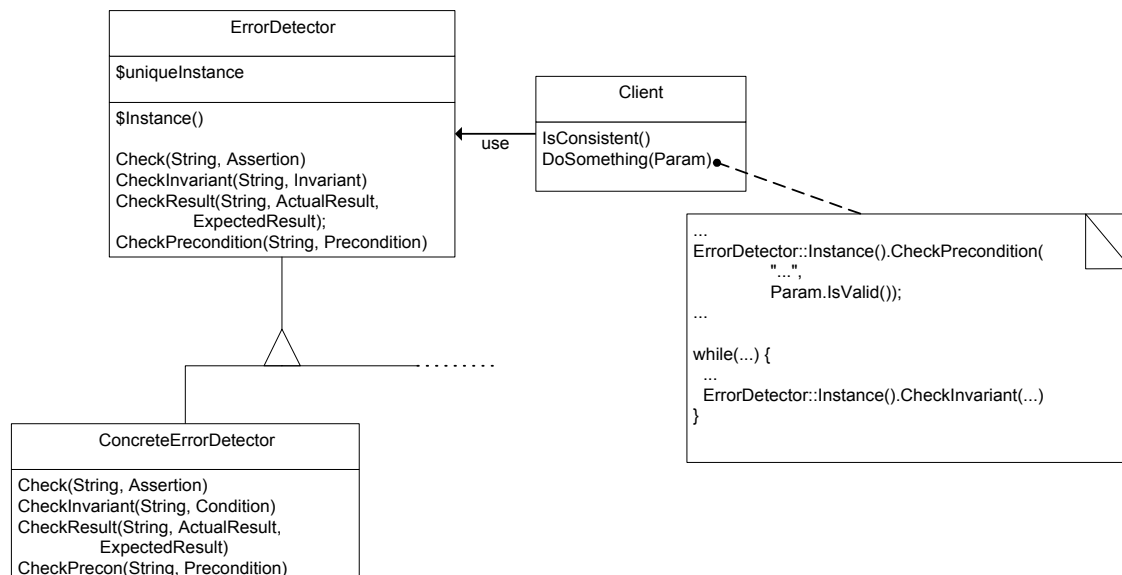 ErrorDetector
$uniqueInstance
$Instance()
Check(String, Assertion)
CheckInvariant(String, Invariant)
CheckResult(String, ActualResult,
ExpectedResult);
CheckPrecondition(String, Precondition)
use
Client
IsConsistent()
DoSomething(Param)
...
ErrorDetector::Instance().CheckPrecondition(
"...",
Param.IsValid());
...
while(...) {
...
ErrorDetector::Instance().CheckInvariant(...)
}
ConcreteErrorDetector
Check(String, Assertion)
CheckInvariant(String, Condition)
CheckResult(String, ActualResult,
ExpectedResult)
CheckPrecon(String, Precondition)